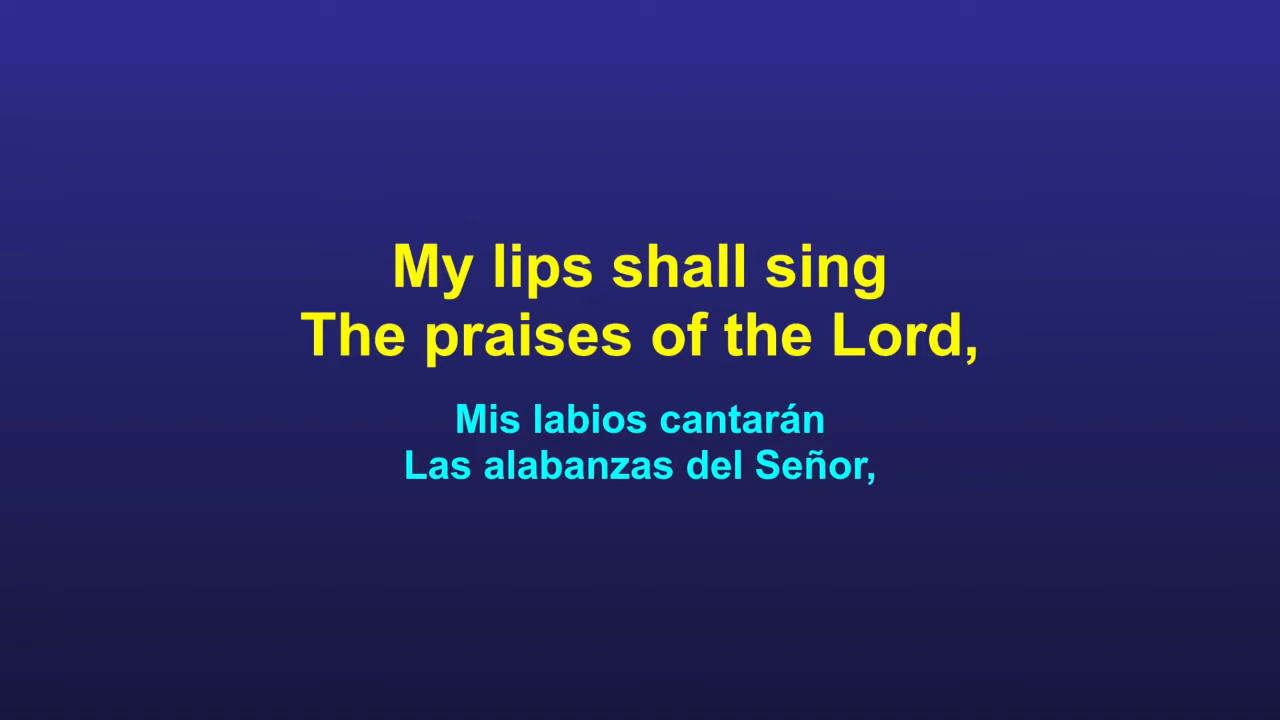 My lips shall sing
The praises of the Lord,
Mis labios cantarán
Las alabanzas del Señor,